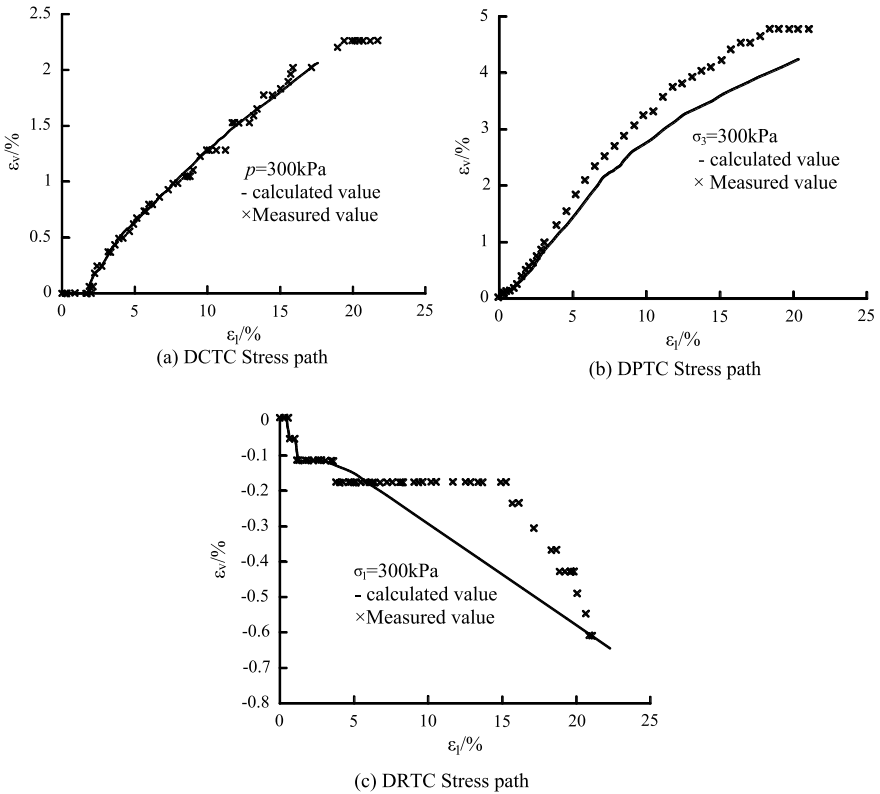 2.5
2
1.5
1
0.5
0
0 5 10 15 20 25
εv/%
εl/%
p=300kPa
- calculated value
×Measured value
(a) DCTC Stress path
5
4
3
2
1
0
0 5 10 15 20 25
εv/%
εl/%
σ3=300kPa
- calculated value
× Measured value
(b) DPTC Stress path
0
-0.1
-0.2
-0.3
-0.4
-0.5
-0.6
-0.7
-0.8
0 5 10 15 20 25
εv/%
εl/%
σl=300kPa
- calculated value
×Measured value
(c) DRTC Stress path